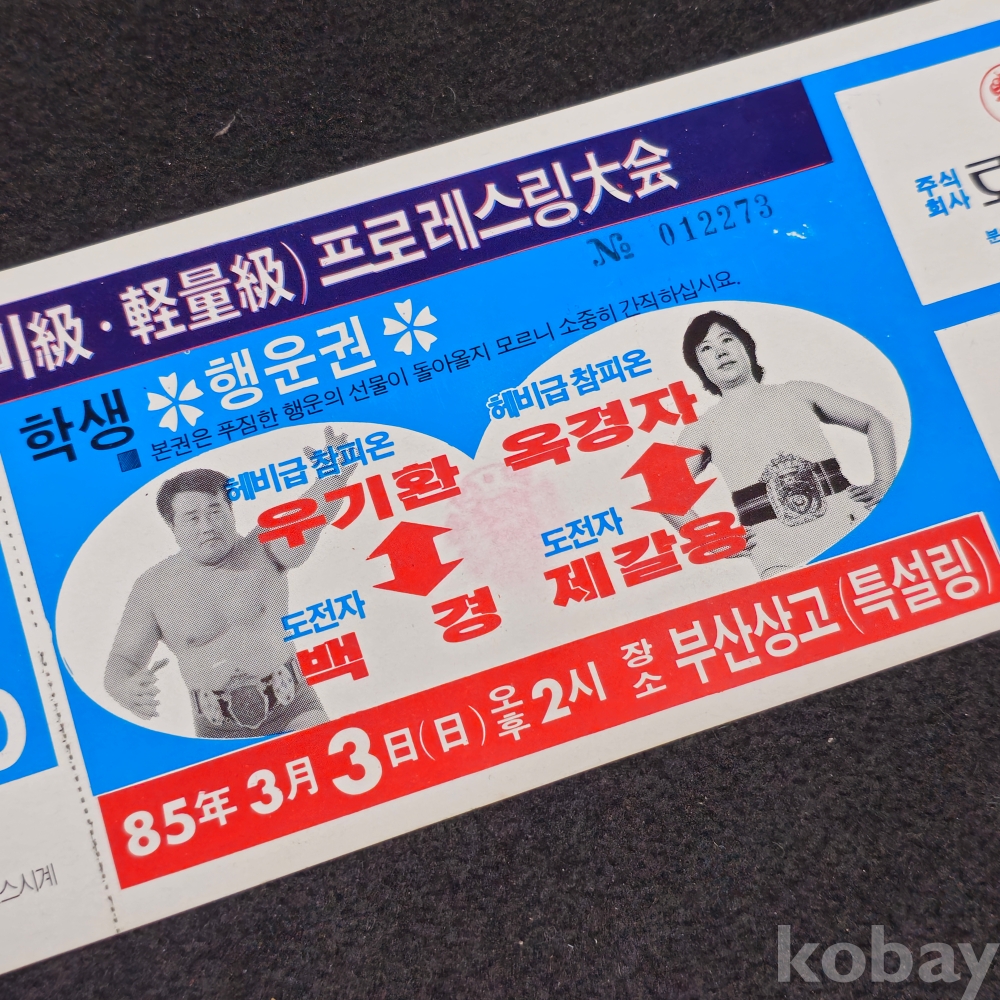 비級·軽量級) 프로레스링大会
№ 012273
학생 행운권
본권은 푸짐한 행운의 선물이 돌아올지 모르니 소중히 간직하십시요.
헤비급 참피온
우기환
도전자
백 경
헤비급 참피온
옥경자
도전자
제갈용
85年 3月 3日(日) 오후 2시 장소 부산상고(특설링)
주식
회사
스시계
kobay